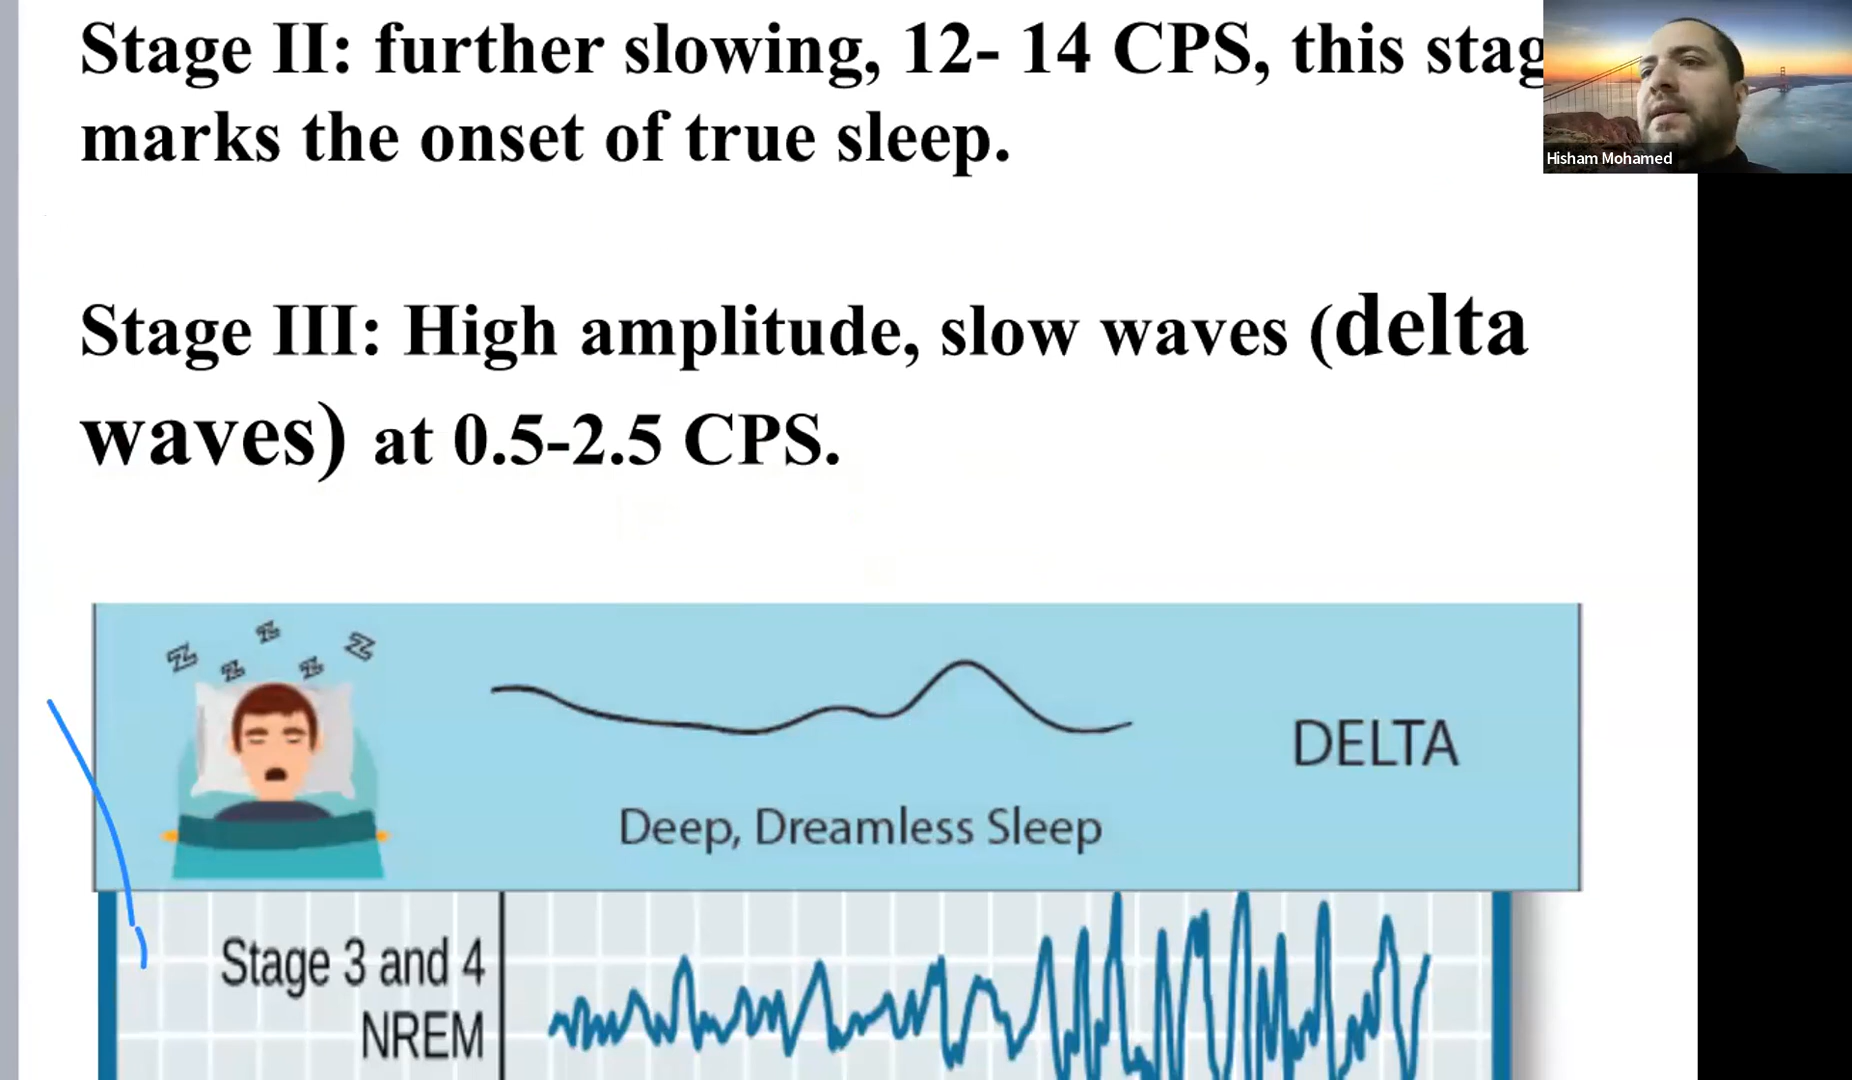 Stage II: further slowing, 12- 14 CPS, this stag
marks the onset of true sleep.
Hisham Mohamed
Stage III: High amplitude, slow waves (delta
waves) at 0.5-2.5 CPS.
DELTA
Deep, Dreamless Sleep
Stage 3 and 4
NREM